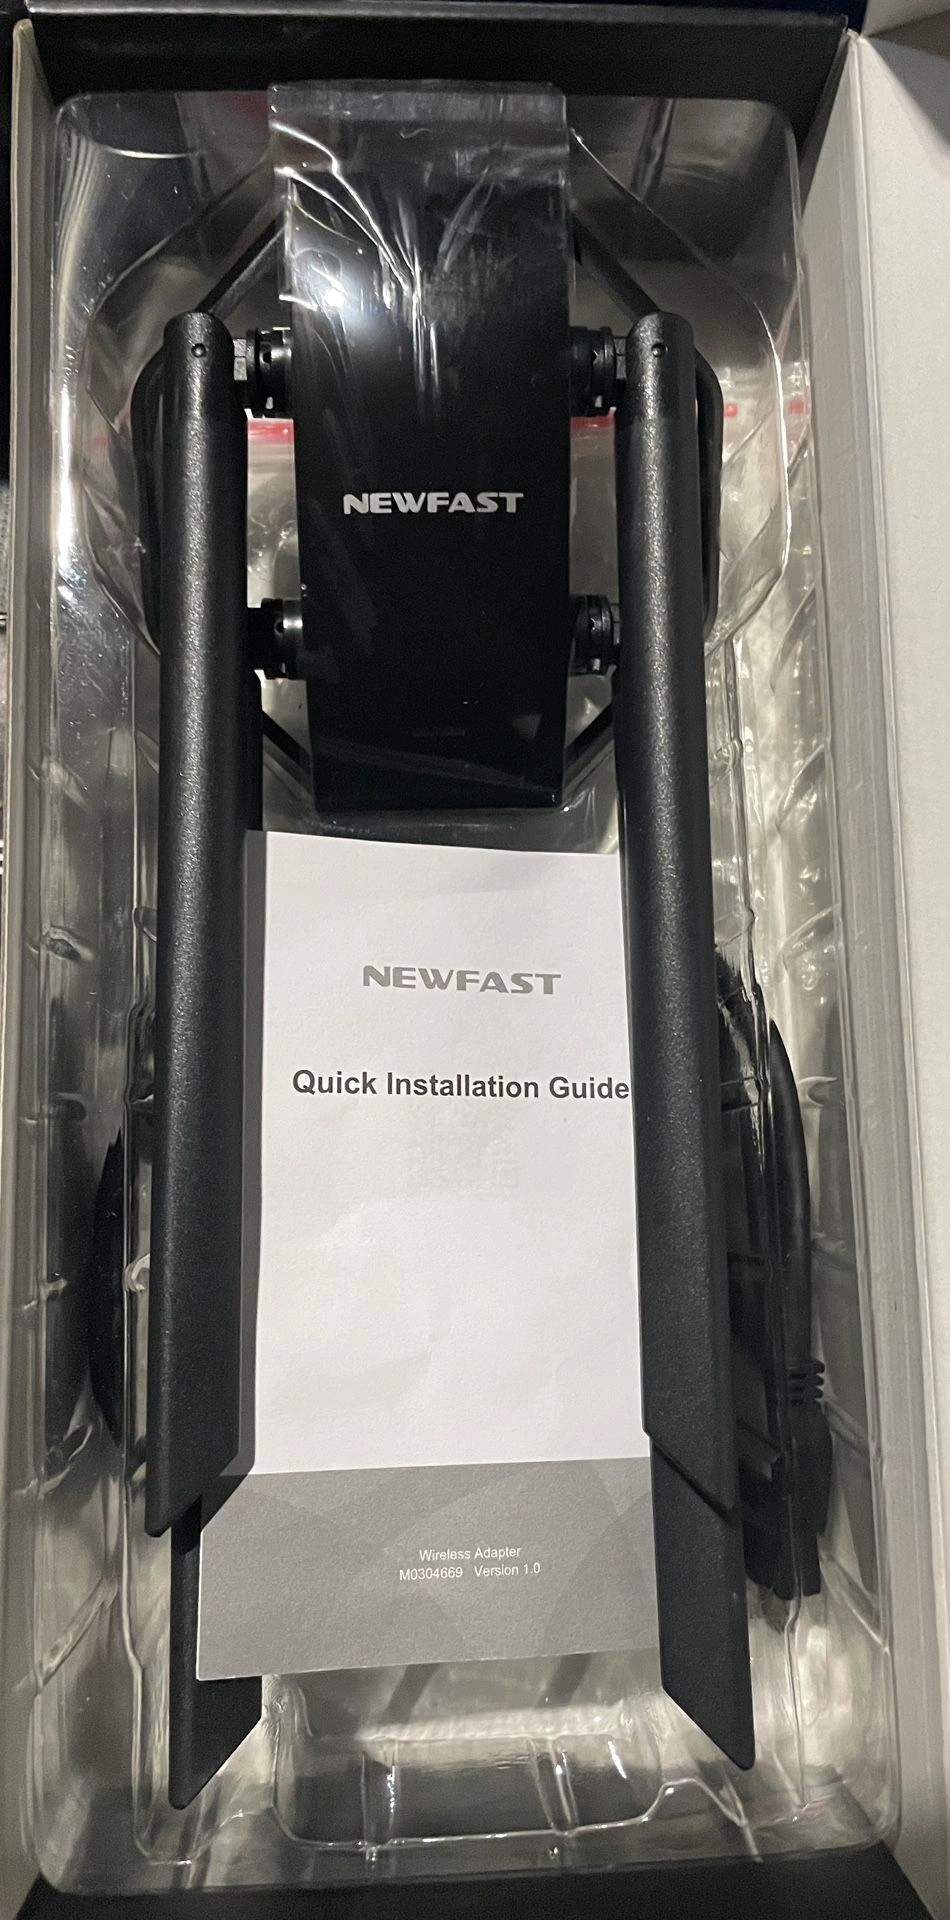 NEWFAST
NEWFAST
Quick Installation Guide
Wireless Adapter
M0304669 Version 1.0